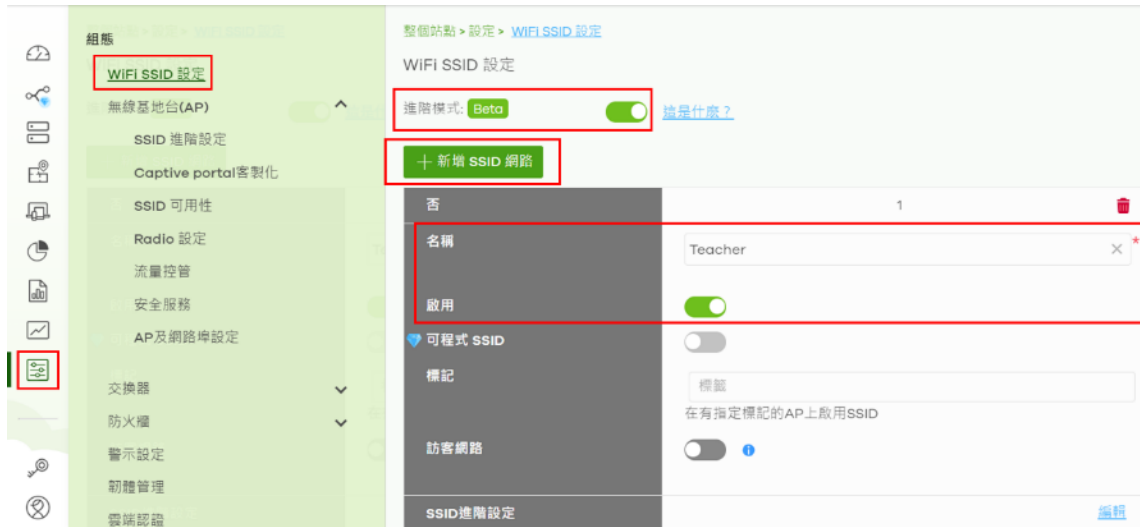 組態
WiFi SSID 設定
無線基地台(AP)
SSID 進階設定
Captive portal客製化
SSID 可用性
Radio 設定
流量控管
安全服務
AP及網路埠設定
交換器
防火牆
警示設定
韌體管理
雲端認證
整個站點 > 設定 > WiFi SSID 設定
WiFi SSID 設定
進階模式: Beta 這是什麼？
＋新增 SSID 網路
否 1
名稱 Teacher × *
啟用
可程式 SSID
標記 標籤
在有指定標記的AP上啟用SSID
訪客網路
SSID進階設定 編輯